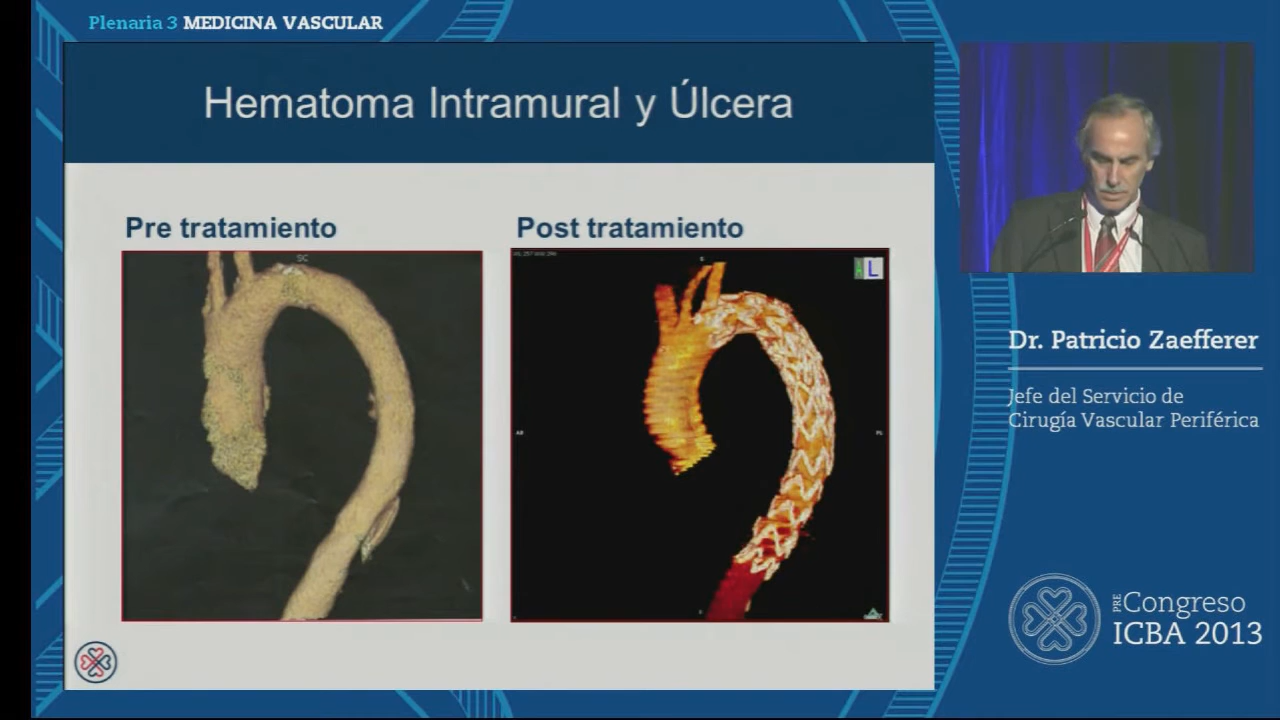 Plenaria 3 MEDICINA VASCULAR
Hematoma Intramural y Úlcera
Pre tratamiento
Post tratamiento
SC
L
Dr. Patricio Zaefferer
Jefe del Servicio de
Cirugía Vascular Periférica
PRE Congreso
ICBA 2013